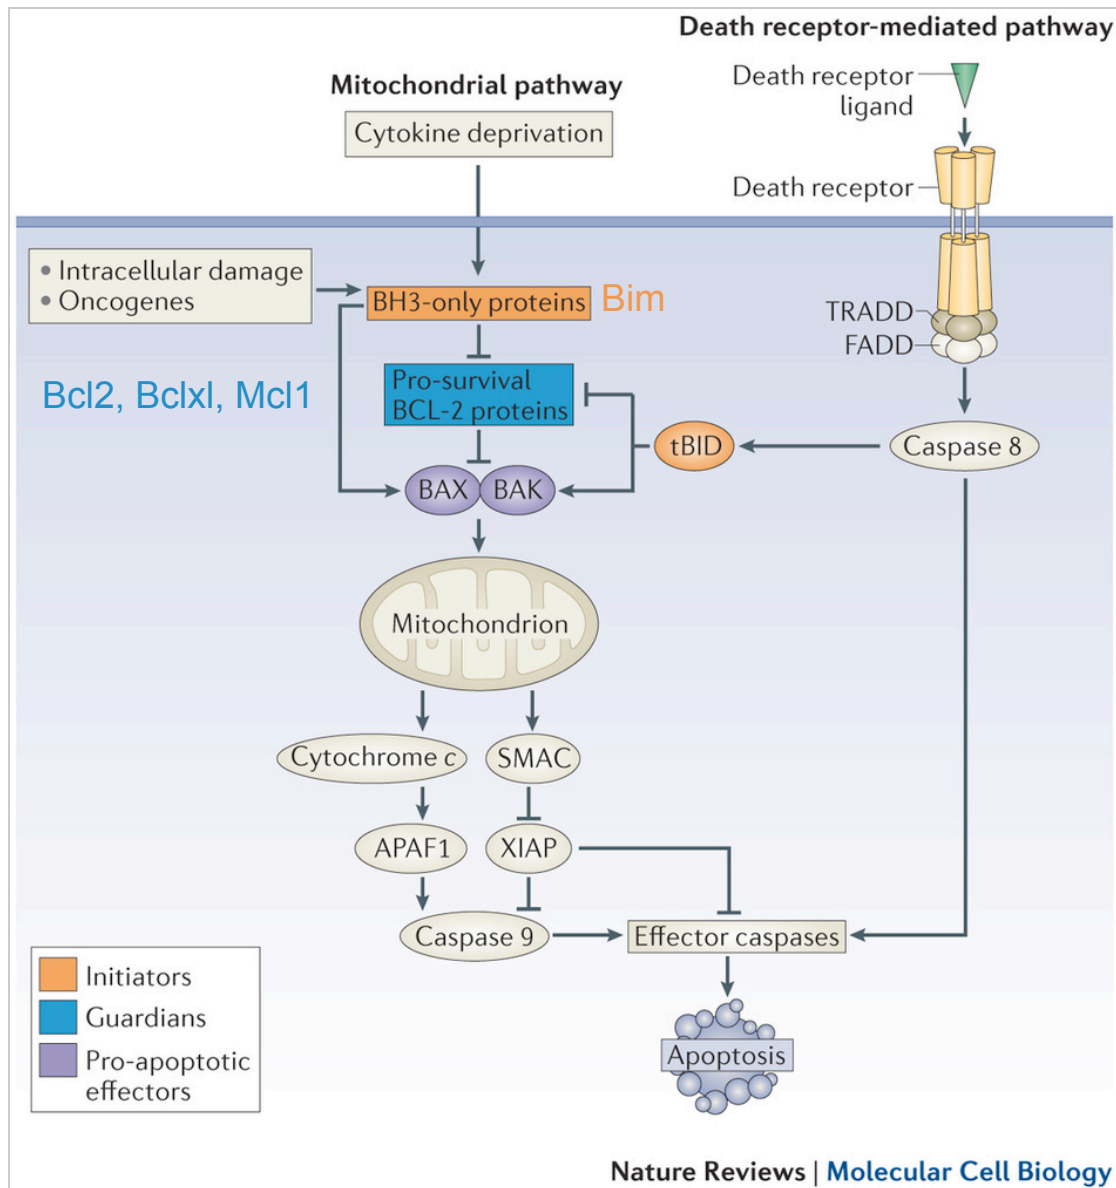 Death receptor-mediated pathway
Death receptor
ligand
Mitochondrial pathway
Cytokine deprivation
Death receptor
• Intracellular damage
• Oncogenes
BH3-only proteins
Bim
TRADD
FADD
Bcl2, Bclxl, Mcl1
Pro-survival
BCL-2 proteins
tBID
Caspase 8
BAX
BAK
Mitochondrion
Cytochrome c
SMAC
APAF1
XIAP
Caspase 9
Effector caspases
Initiators
Guardians
Pro-apoptotic
effectors
Apoptosis
Nature Reviews | Molecular Cell Biology